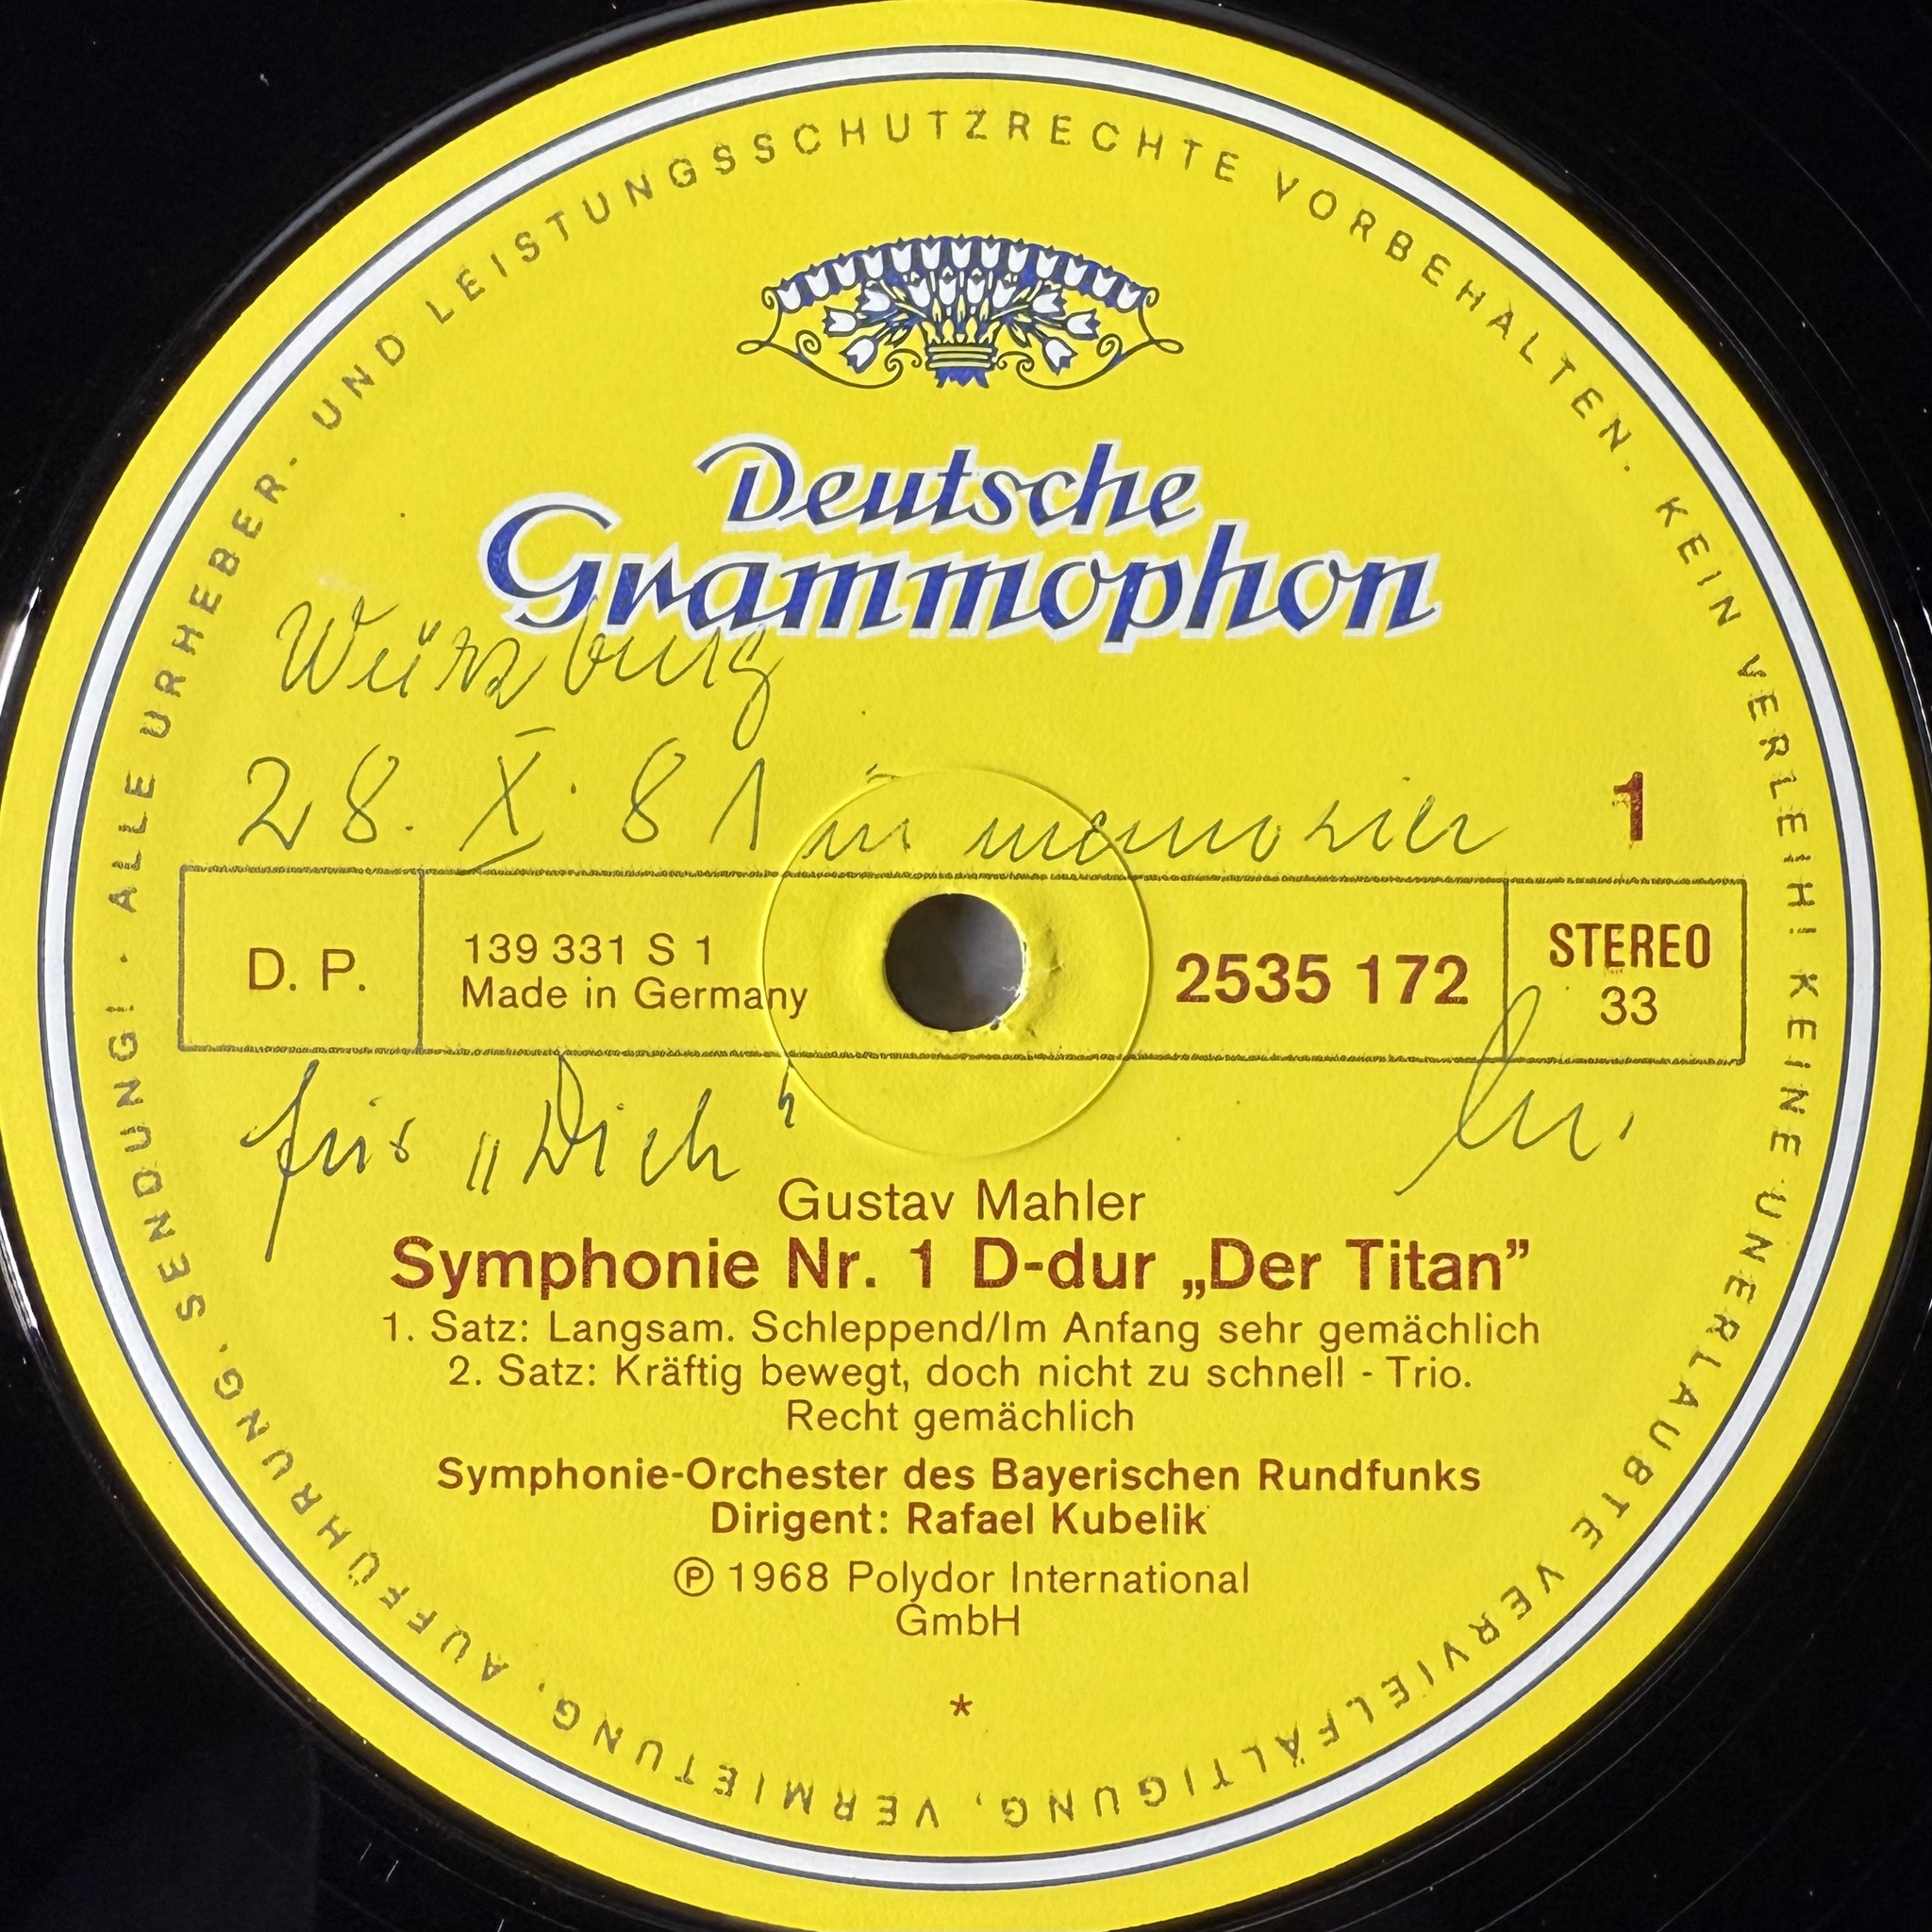 ALLE URHEBER- UND LEISTUNGSSCHUTZRECHTE VORBEHALTEN. KEIN VERLEIH! KEINE UNERLAUBTE VERVIELFÄLTIGUNG, VERMIETUNG, AUFFÜHRUNG, SENDUNG! ·
Deutsche
Grammophon
Würzburg
28. X. 81 in
1
D. P.
139 331 S 1
Made in Germany
2535 172
STEREO
33
für „Dich“
Gustav Mahler
Symphonie Nr. 1 D-dur „Der Titan”
1. Satz: Langsam. Schleppend/Im Anfang sehr gemächlich
2. Satz: Kräftig bewegt, doch nicht zu schnell - Trio.
Recht gemächlich
Symphonie-Orchester des Bayerischen Rundfunks
Dirigent: Rafael Kubelik
Ⓟ 1968 Polydor International
GmbH
*